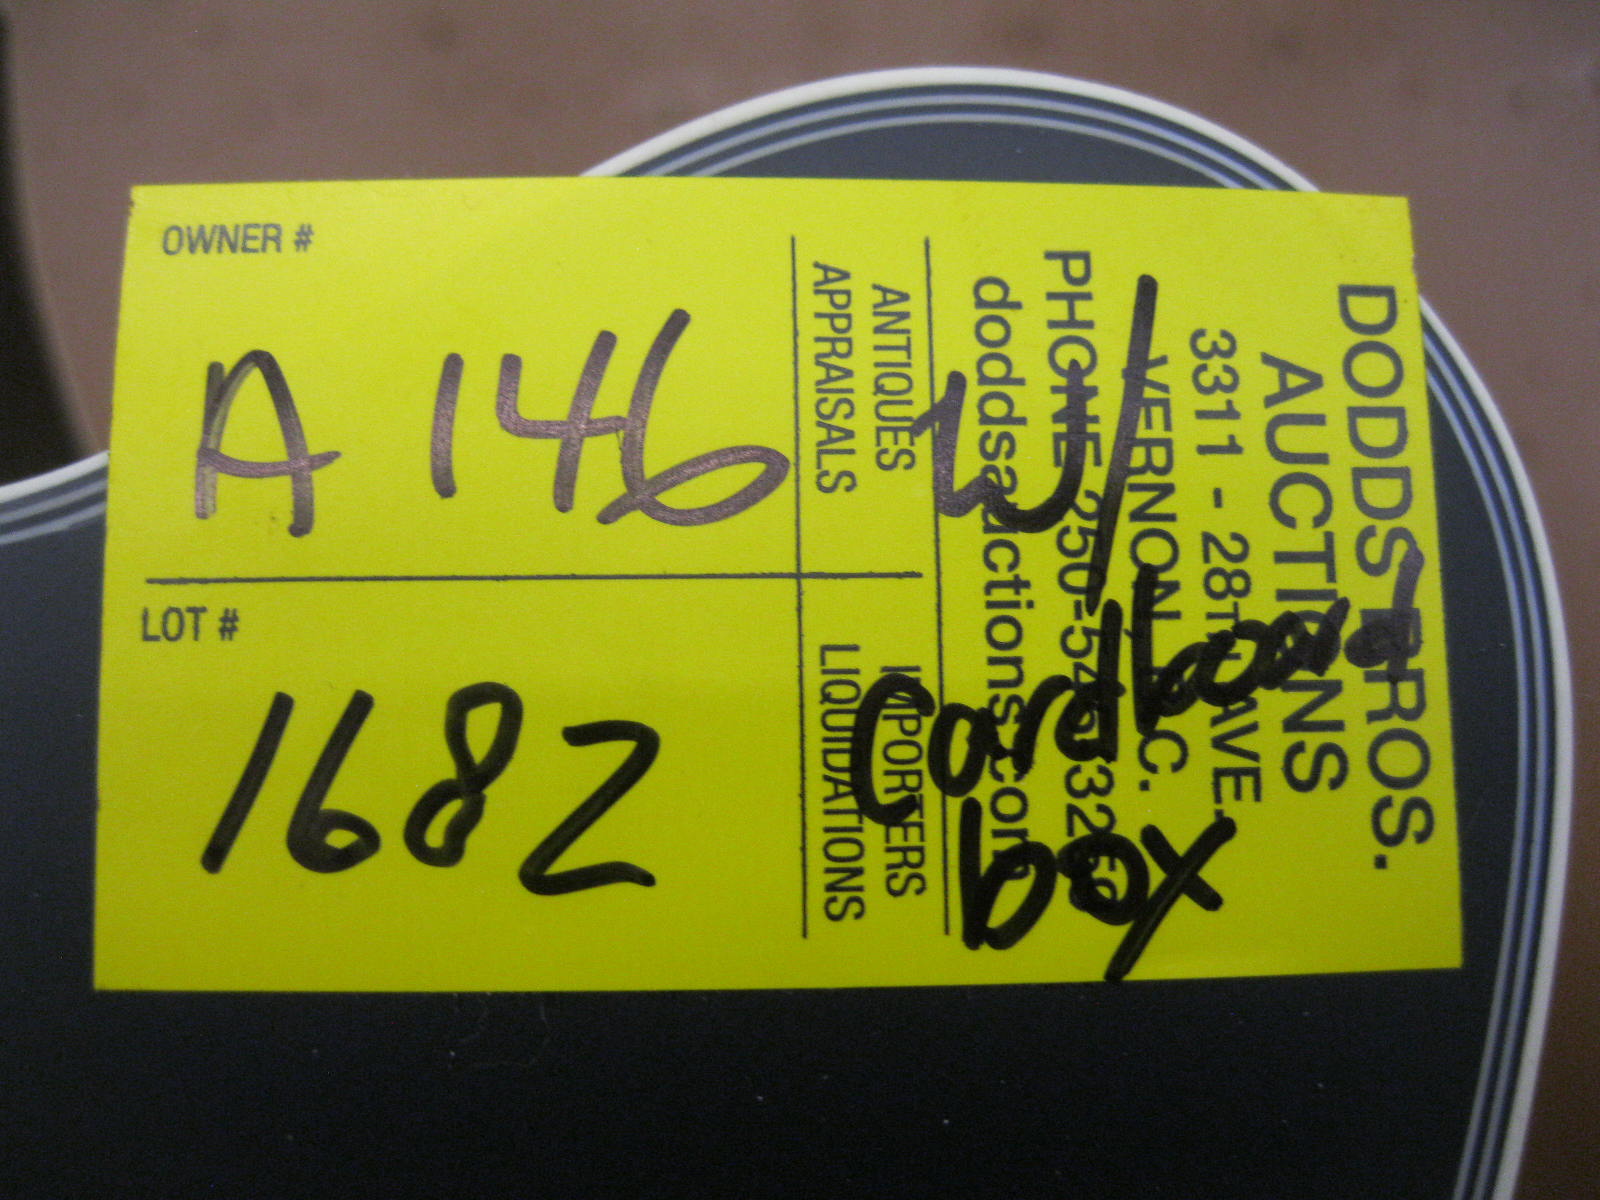 OWNER #
A 146
LOT #
1682
ANTIQUES
APPRAISALS
IMPORTERS
LIQUIDATIONS
DODDS BROS.
AUCTIONS
3311 - 28TH AVE.
VERNON, B.C.
PHONE 250-545-3259
doddsauctions.com
W/
Cardboard
box